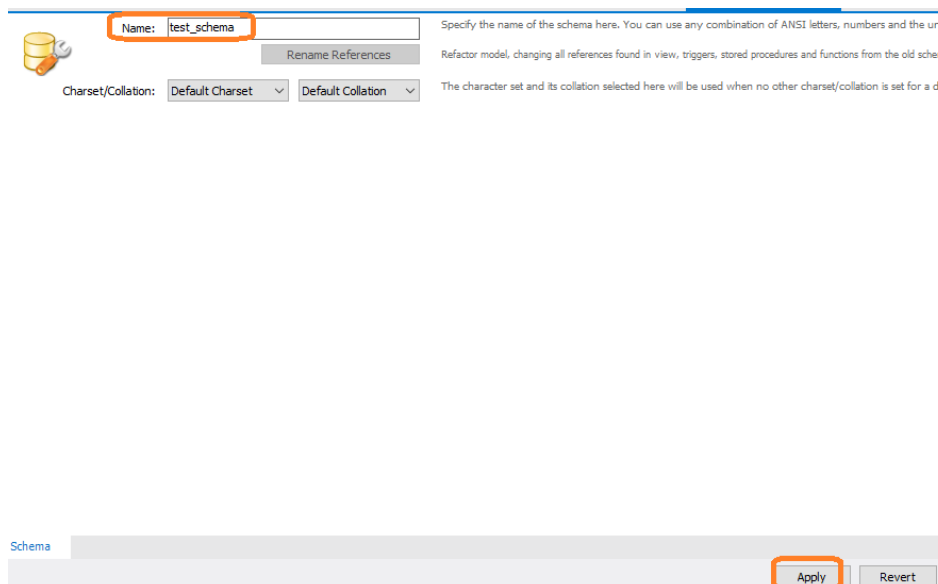 Name: test_schema
Specify the name of the schema here. You can use any combination of ANSI letters, numbers and the
Rename References
Refactor model, changing all references found in view, triggers, stored procedures and functions from the old
Charset/Collation: Default Charset Default Collation
The character set and its collation selected here will be used when no other charset/collation is set for a
Schema
Apply Revert